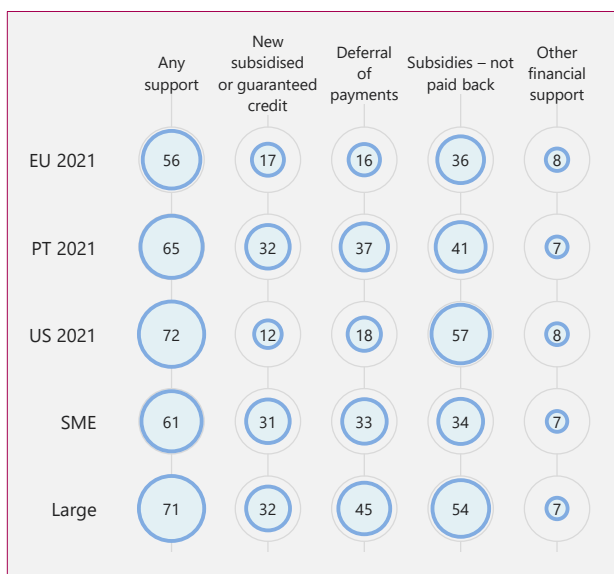 Any
support
New
subsidised
or guaranteed
credit
Deferral
of
payments
Subsidies – not
paid back
Other
financial
support
EU 2021 56 17 16 36 8
PT 2021 65 32 37 41 7
US 2021 72 12 18 57 8
SME 61 31 33 34 7
Large 71 32 45 54 7